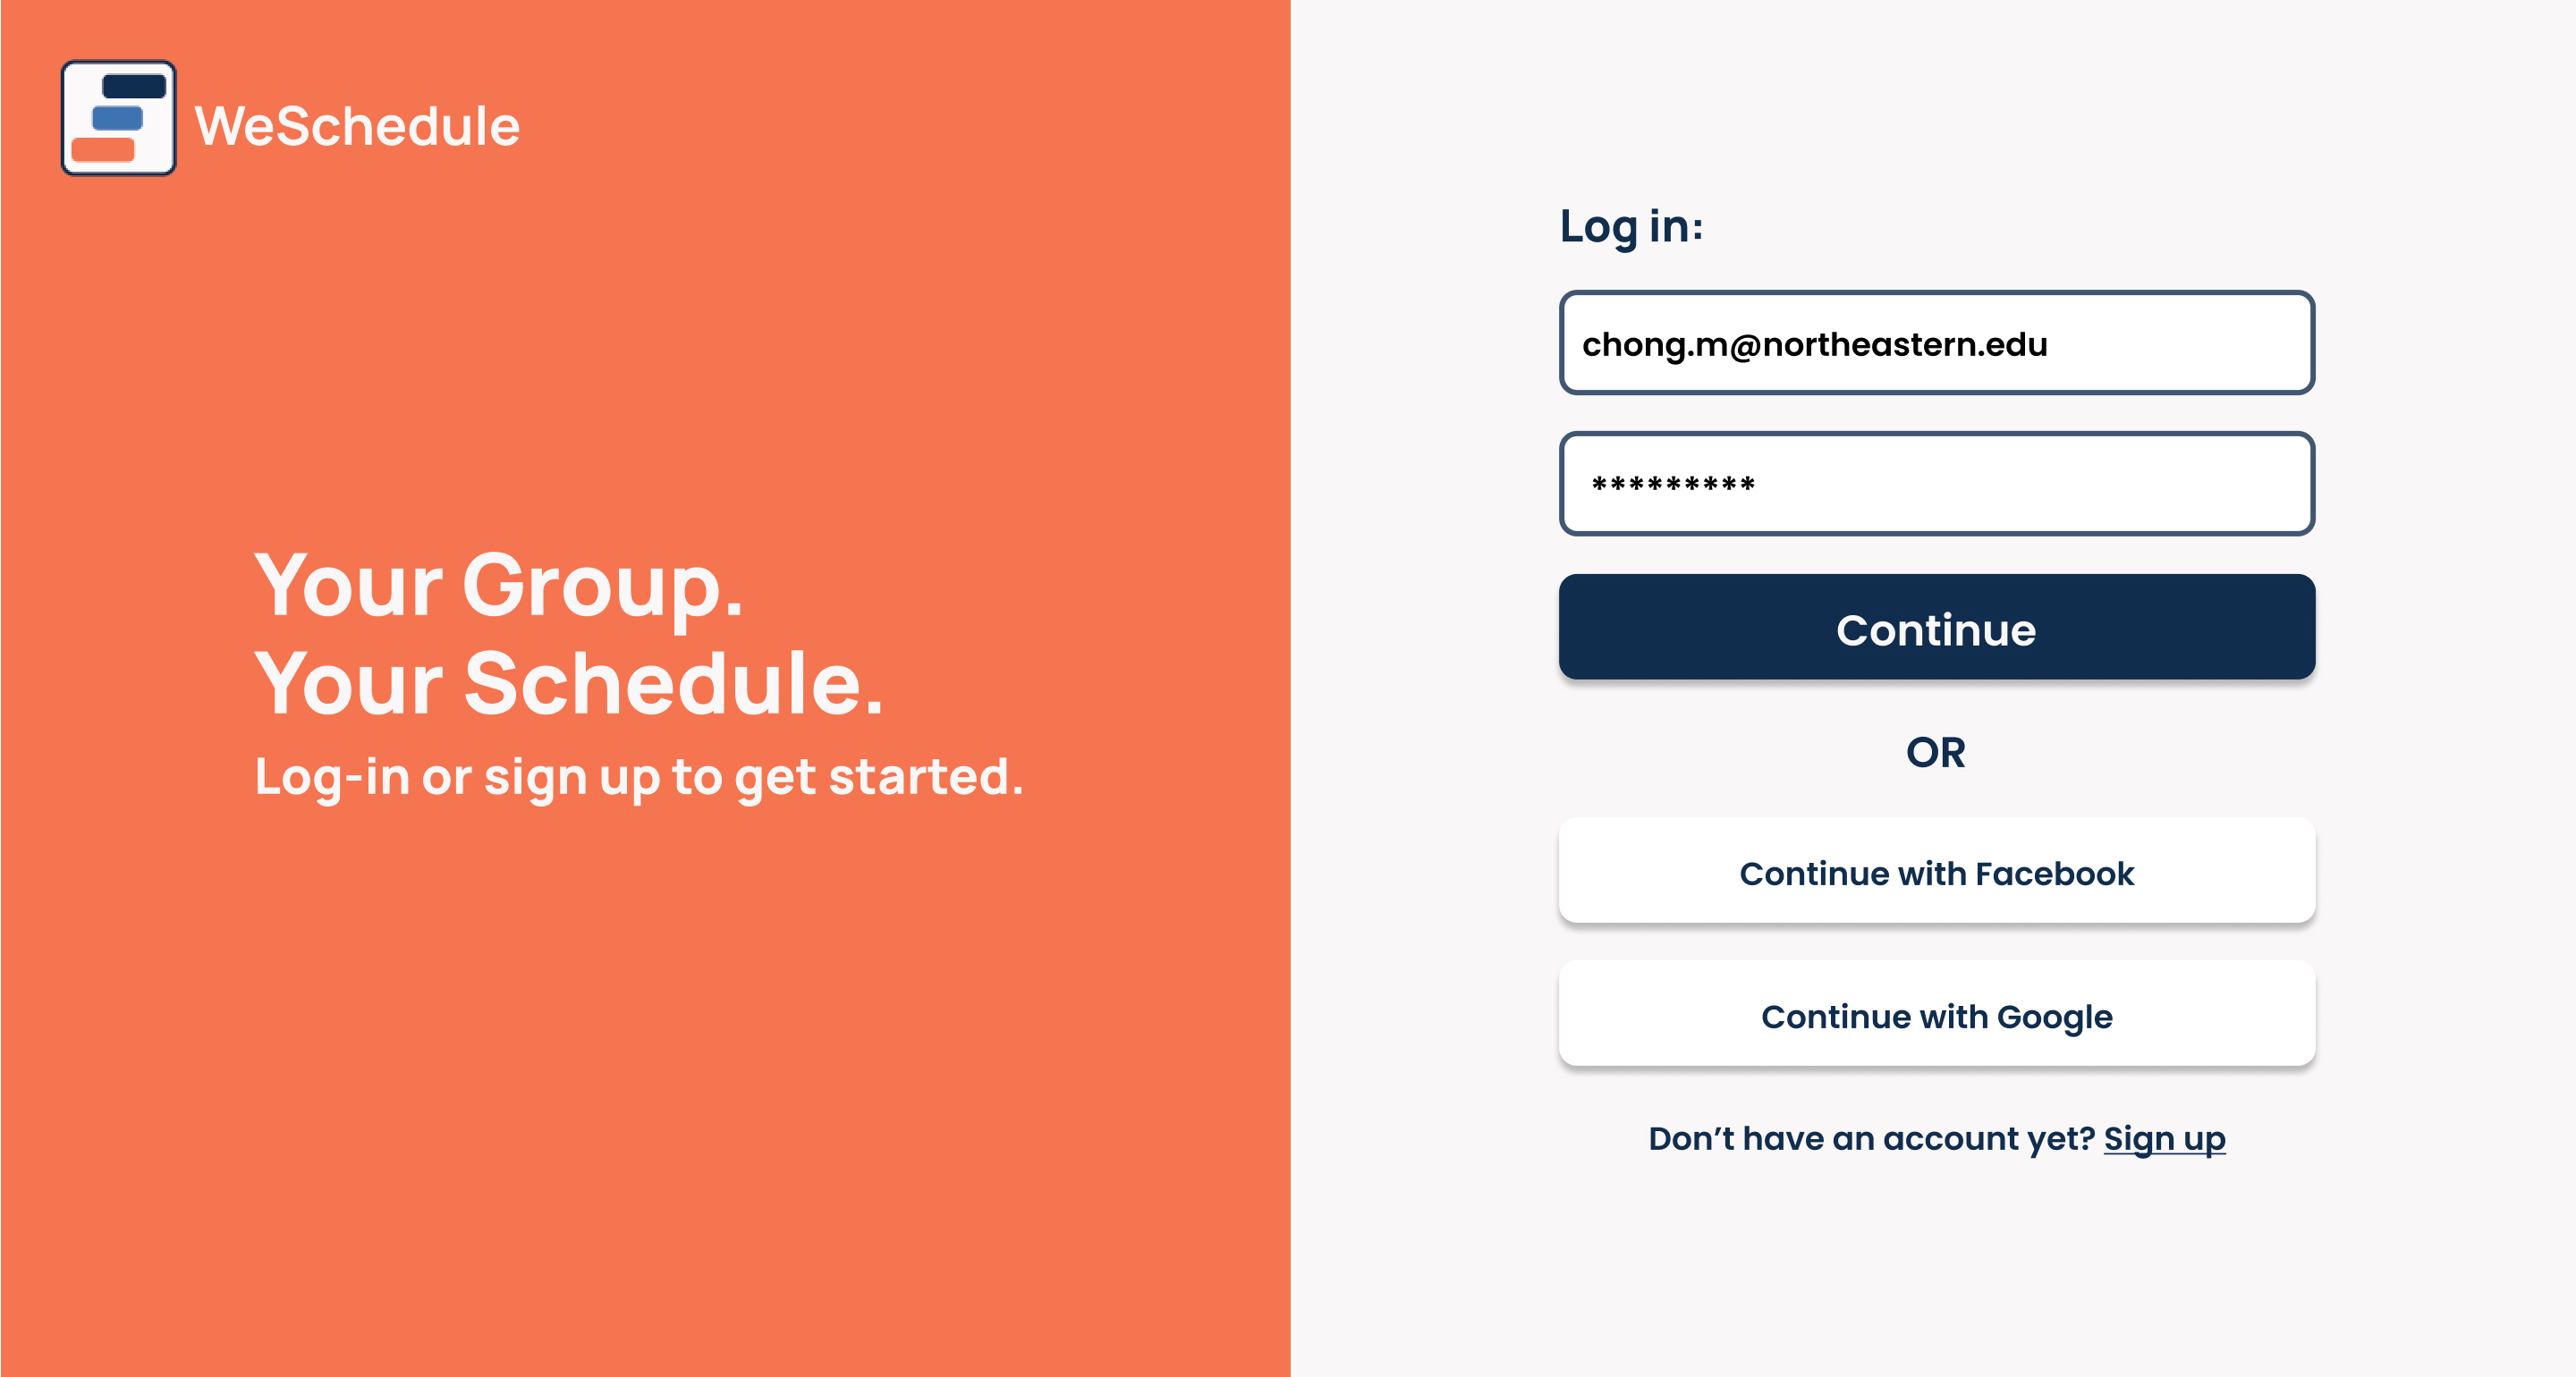 WeSchedule
Your Group.
Your Schedule.
Log-in or sign up to get started.
Log in:
chong.m@northeastern.edu
*********
Continue
OR
Continue with Facebook
Continue with Google
Don’t have an account yet? Sign up